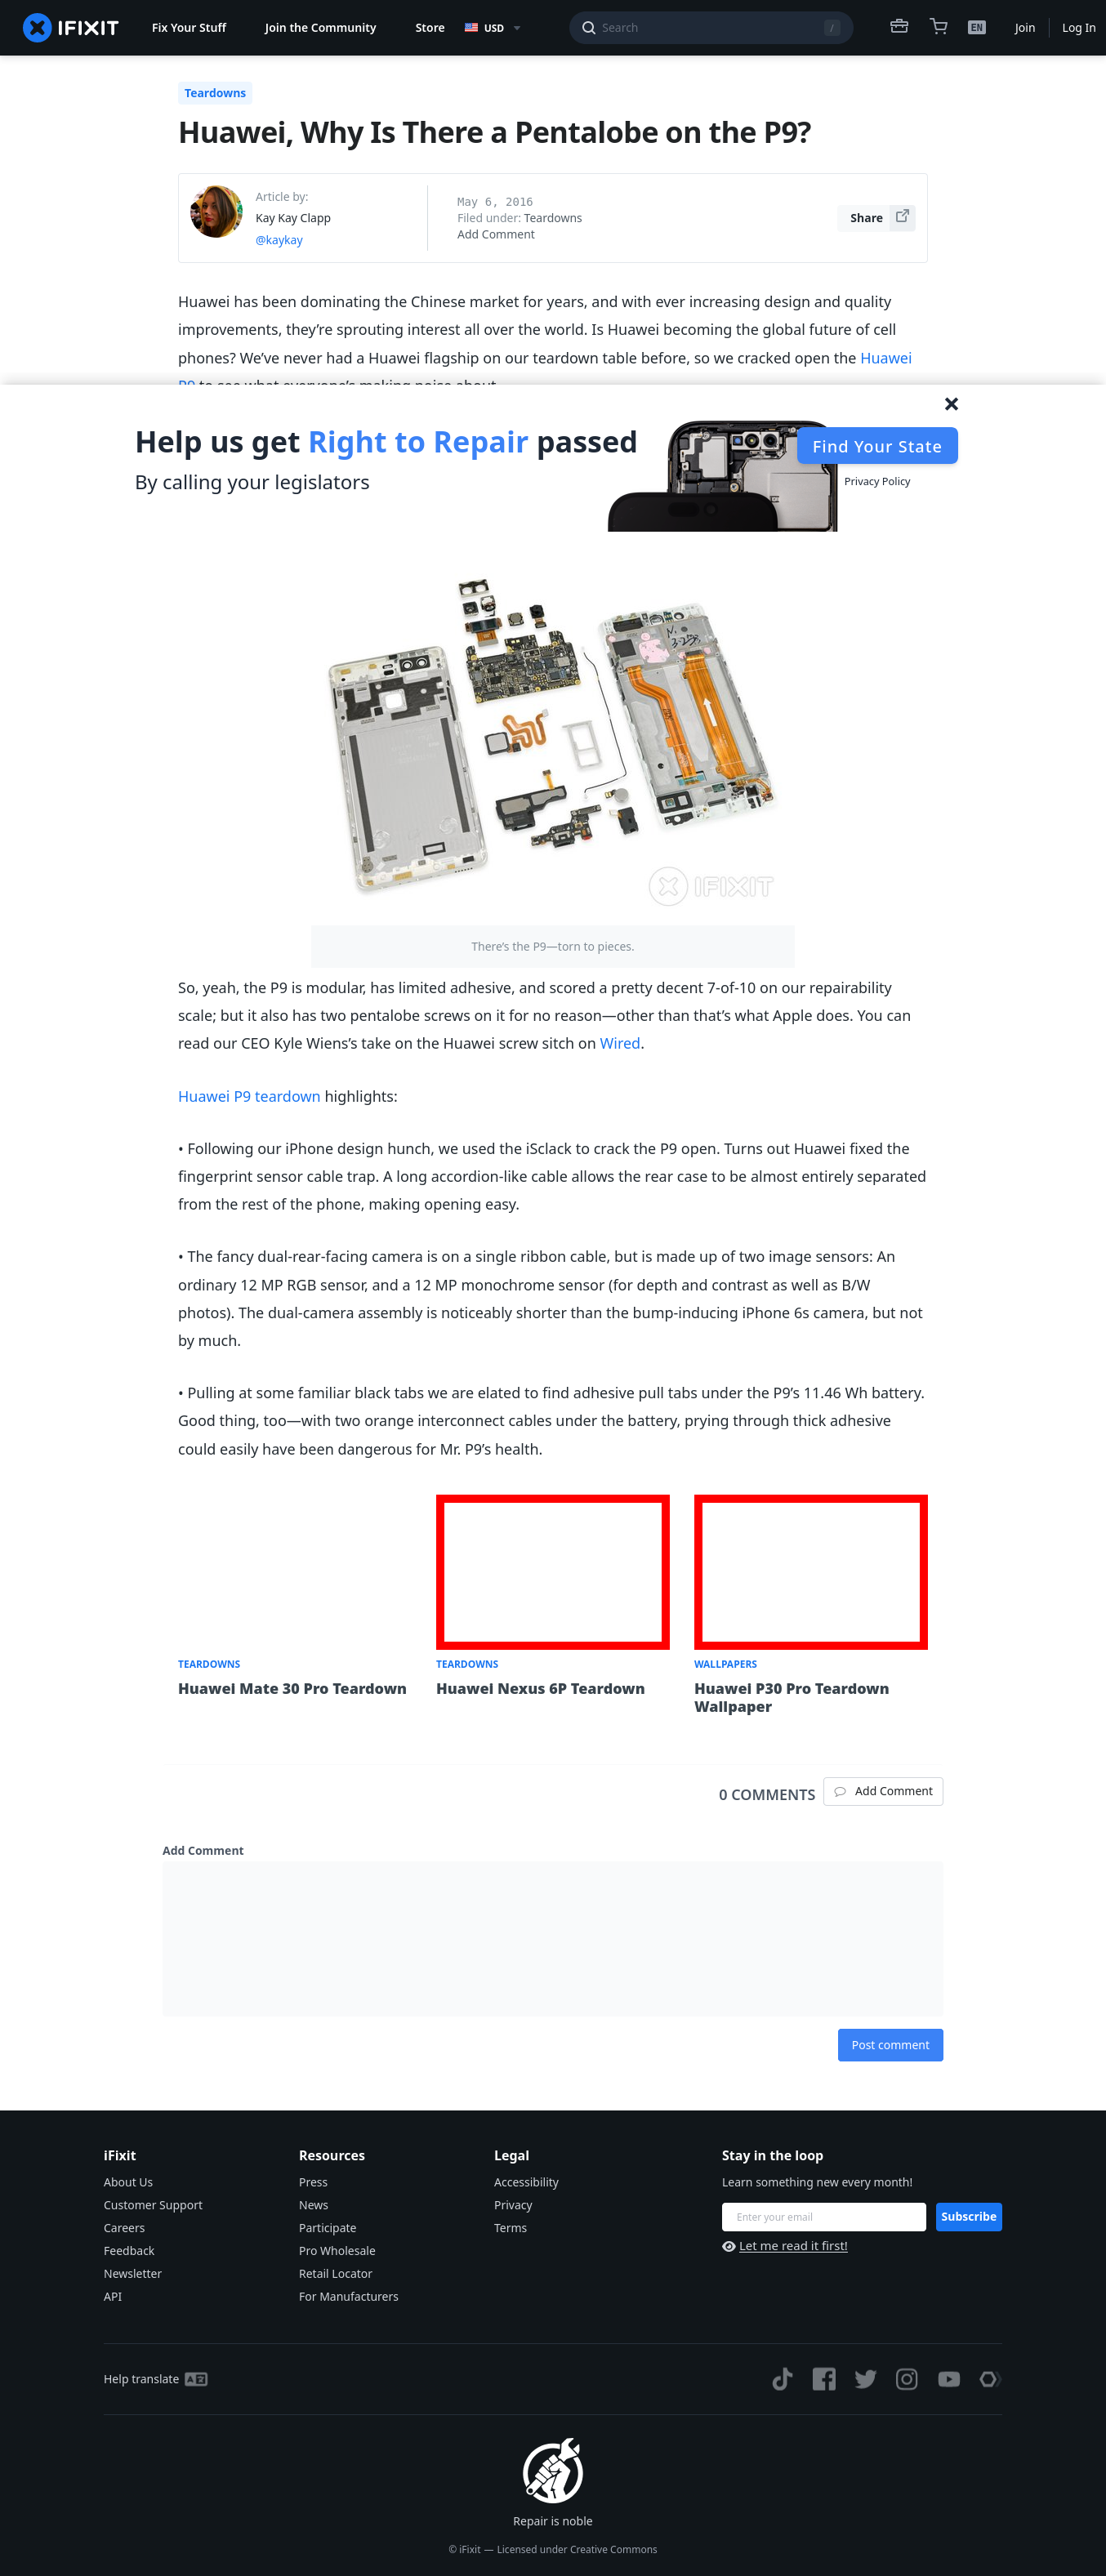 IFIXIT
Fix Your Stuff
Join the Community
Store
USD
Search
/
EN
Join
Log In
Teardowns
Huawei, Why Is There a Pentalobe on the P9?
Article by:
Kay Kay Clapp
@kaykay
May 6, 2016
Filed under: Teardowns
Add Comment
Share
Huawei has been dominating the Chinese market for years, and with ever increasing design and quality
improvements, they’re sprouting interest all over the world. Is Huawei becoming the global future of cell
phones? We’ve never had a Huawei flagship on our teardown table before, so we cracked open the Huawei
P9 to see what everyone’s making noise about.
Help us get Right to Repair passed
By calling your legislators
Find Your State
Privacy Policy
IFIXIT
There’s the P9—torn to pieces.
So, yeah, the P9 is modular, has limited adhesive, and scored a pretty decent 7-of-10 on our repairability
scale; but it also has two pentalobe screws on it for no reason—other than that’s what Apple does. You can
read our CEO Kyle Wiens’s take on the Huawei screw sitch on Wired.
Huawei P9 teardown highlights:
• Following our iPhone design hunch, we used the iSclack to crack the P9 open. Turns out Huawei fixed the
fingerprint sensor cable trap. A long accordion-like cable allows the rear case to be almost entirely separated
from the rest of the phone, making opening easy.
• The fancy dual-rear-facing camera is on a single ribbon cable, but is made up of two image sensors: An
ordinary 12 MP RGB sensor, and a 12 MP monochrome sensor (for depth and contrast as well as B/W
photos). The dual-camera assembly is noticeably shorter than the bump-inducing iPhone 6s camera, but not
by much.
• Pulling at some familiar black tabs we are elated to find adhesive pull tabs under the P9’s 11.46 Wh battery.
Good thing, too—with two orange interconnect cables under the battery, prying through thick adhesive
could easily have been dangerous for Mr. P9’s health.
TEARDOWNS
Huawei Mate 30 Pro Teardown
TEARDOWNS
Huawei Nexus 6P Teardown
WALLPAPERS
Huawei P30 Pro Teardown
Wallpaper
0 COMMENTS
Add Comment
Add Comment
Post comment
iFixit
About Us
Customer Support
Careers
Feedback
Newsletter
API
Resources
Press
News
Participate
Pro Wholesale
Retail Locator
For Manufacturers
Legal
Accessibility
Privacy
Terms
Stay in the loop
Learn something new every month!
Enter your email
Subscribe
Let me read it first!
Help translate
Repair is noble
© iFixit — Licensed under Creative Commons